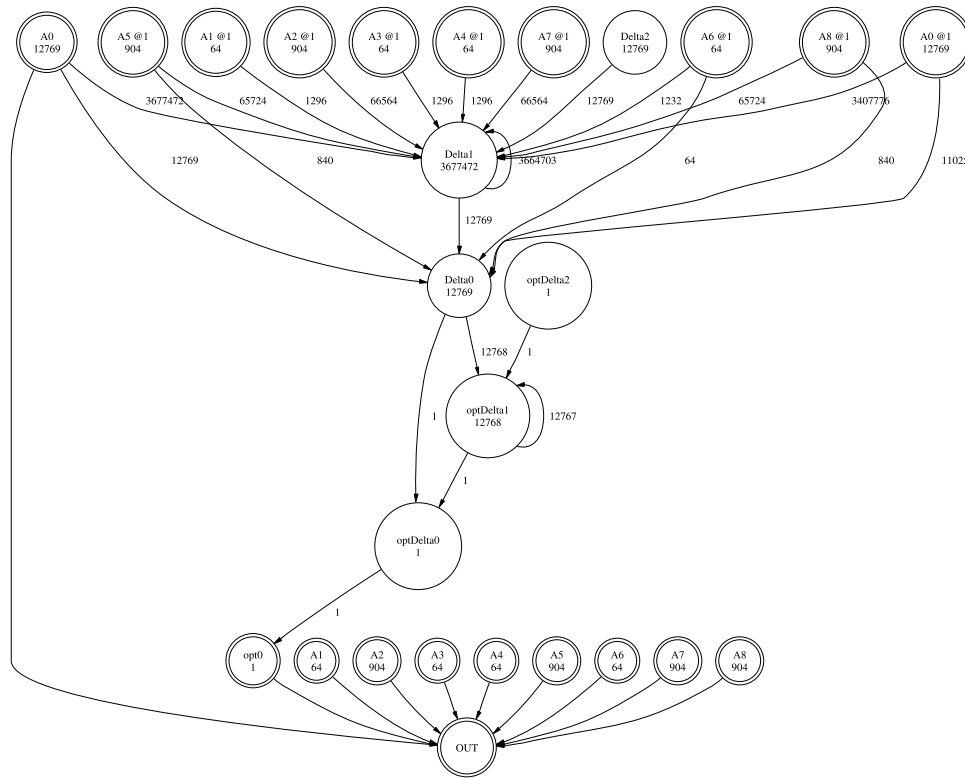 A0
12769
A5 @1
904
A1 @1
64
A2 @1
904
A3 @1
64
A4 @1
64
A7 @1
904
Delta2
12769
A6 @1
64
A8 @1
904
A0 @1
12769
3677472
65724
1296
66564
1296
1296
66564
12769
1232
65724
3407776
Delta1
3677472
3664703
12769
840
64
840
12769
Delta0
12769
optDelta2
1
12768
1
optDelta1
12768
12767
1
1
optDelta0
1
1
opt0
1
A1
64
A2
904
A3
64
A4
64
A5
904
A6
64
A7
904
A8
904
OUT